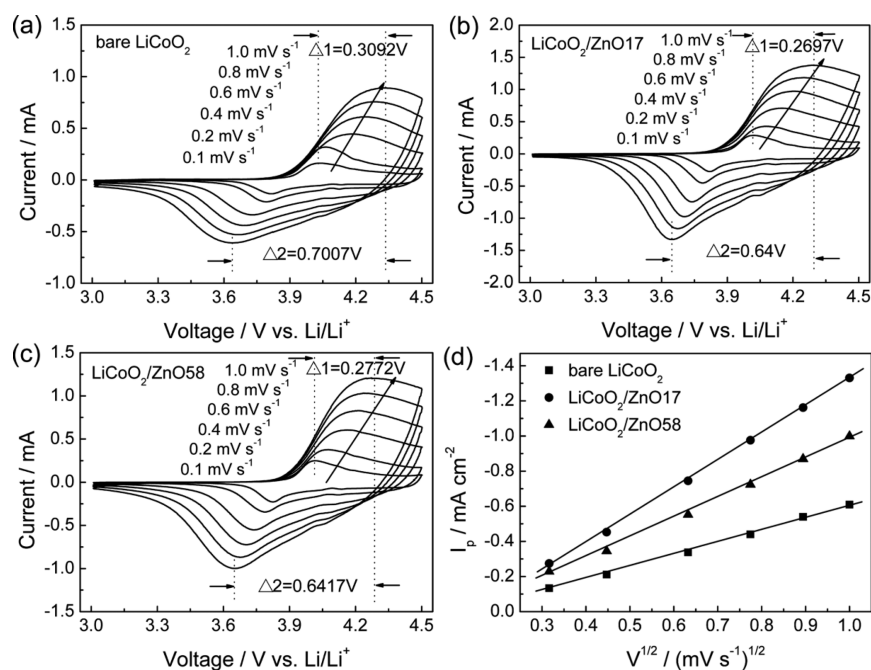 (a)
bare LiCoO₂
1.0 mV s⁻¹
△1=0.3092V
0.8 mV s⁻¹
0.6 mV s⁻¹
0.4 mV s⁻¹
0.2 mV s⁻¹
0.1 mV s⁻¹
△2=0.7007V
1.5
1.0
0.5
0.0
-0.5
-1.0
Current / mA
3.0 3.3 3.6 3.9 4.2 4.5
Voltage / V vs. Li/Li⁺
(b)
LiCoO₂/ZnO17
1.0 mV s⁻¹
△1=0.2697V
0.8 mV s⁻¹
0.6 mV s⁻¹
0.4 mV s⁻¹
0.2 mV s⁻¹
0.1 mV s⁻¹
△2=0.64V
2.0
1.5
1.0
0.5
0.0
-0.5
-1.0
-1.5
-2.0
Current / mA
3.0 3.3 3.6 3.9 4.2 4.5
Voltage / V vs. Li/Li⁺
(c)
LiCoO₂/ZnO58
1.0 mV s⁻¹
△1=0.2772V
0.8 mV s⁻¹
0.6 mV s⁻¹
0.4 mV s⁻¹
0.2 mV s⁻¹
0.1 mV s⁻¹
△2=0.6417V
1.5
1.0
0.5
0.0
-0.5
-1.0
-1.5
Current / mA
3.0 3.3 3.6 3.9 4.2 4.5
Voltage / V vs. Li/Li⁺
(d)
bare LiCoO₂
LiCoO₂/ZnO17
LiCoO₂/ZnO58
-1.4
-1.2
-1.0
-0.8
-0.6
-0.4
-0.2
0.0
Iₚ / mA cm⁻²
0.3 0.4 0.5 0.6 0.7 0.8 0.9 1.0
V¹ᐟ² / (mV s⁻¹)¹ᐟ²